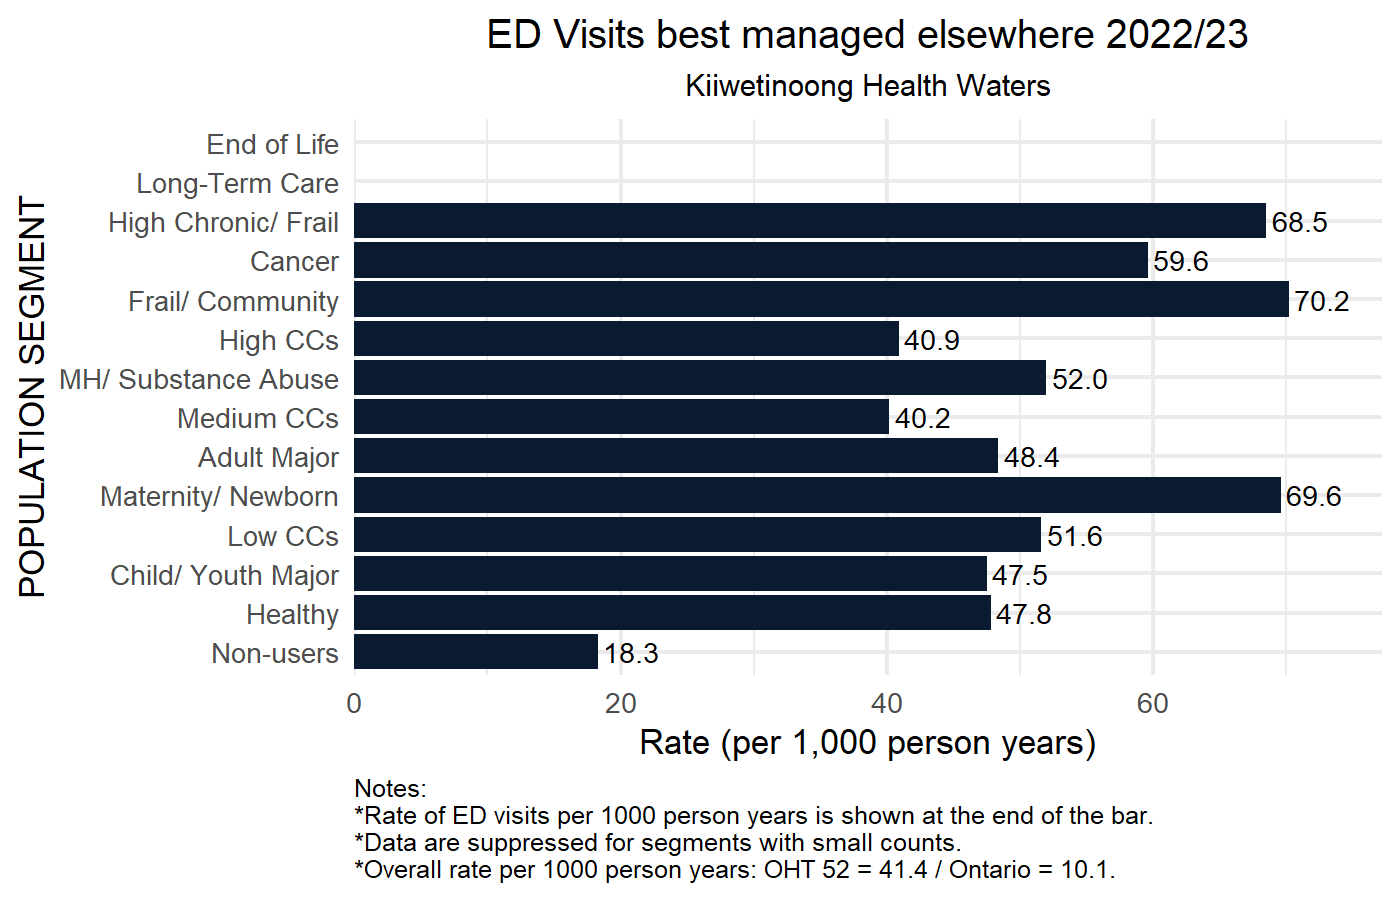 ED Visits best managed elsewhere 2022/23
Kiiwetinoong Health Waters
POPULATION SEGMENT
End of Life
Long-Term Care
High Chronic/ Frail 68.5
Cancer 59.6
Frail/ Community 70.2
High CCs 40.9
MH/ Substance Abuse 52.0
Medium CCs 40.2
Adult Major 48.4
Maternity/ Newborn 69.6
Low CCs 51.6
Child/ Youth Major 47.5
Healthy 47.8
Non-users 18.3
0 20 40 60
Rate (per 1,000 person years)
Notes:
*Rate of ED visits per 1000 person years is shown at the end of the bar.
*Data are suppressed for segments with small counts.
*Overall rate per 1000 person years: OHT 52 = 41.4 / Ontario = 10.1.